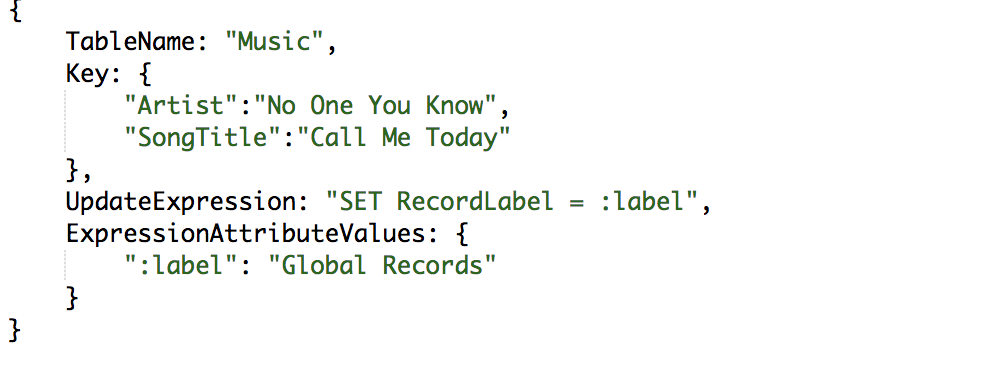 {
    TableName: "Music",
    Key: {
        "Artist":"No One You Know",
        "SongTitle":"Call Me Today"
    },
    UpdateExpression: "SET RecordLabel = :label",
    ExpressionAttributeValues: {
        ":label": "Global Records"
    }
}